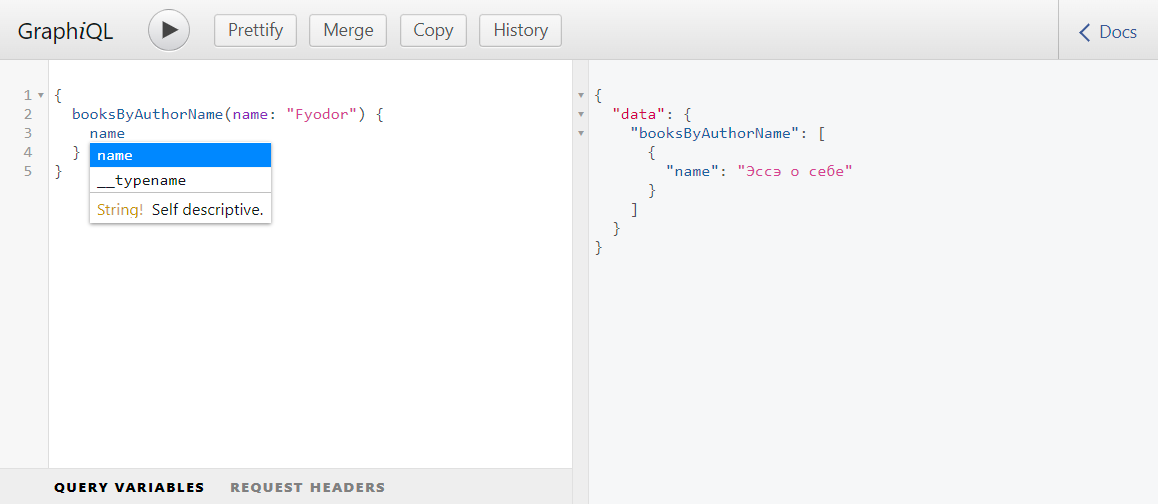 GraphiQL
Prettify
Merge
Copy
History
Docs
1 {
2 booksByAuthorName(name: "Fyodor") {
3 name
4 }
5 }
name
__typename
String! Self descriptive.
{
"data": {
"booksByAuthorName": [
{
"name": "Эссэ о себе"
}
]
}
}
QUERY VARIABLES
REQUEST HEADERS